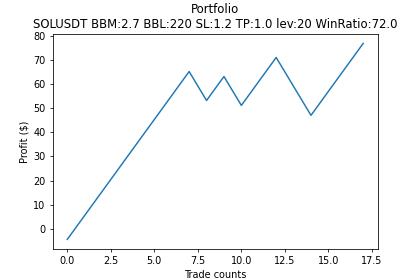 Portfolio
SOLUSDT BBM:2.7 BBL:220 SL:1.2 TP:1.0 lev:20 WinRatio:72.0
80
70
60
50
40
30
20
10
0
Profit ($)
0.0 2.5 5.0 7.5 10.0 12.5 15.0 17.5
Trade counts